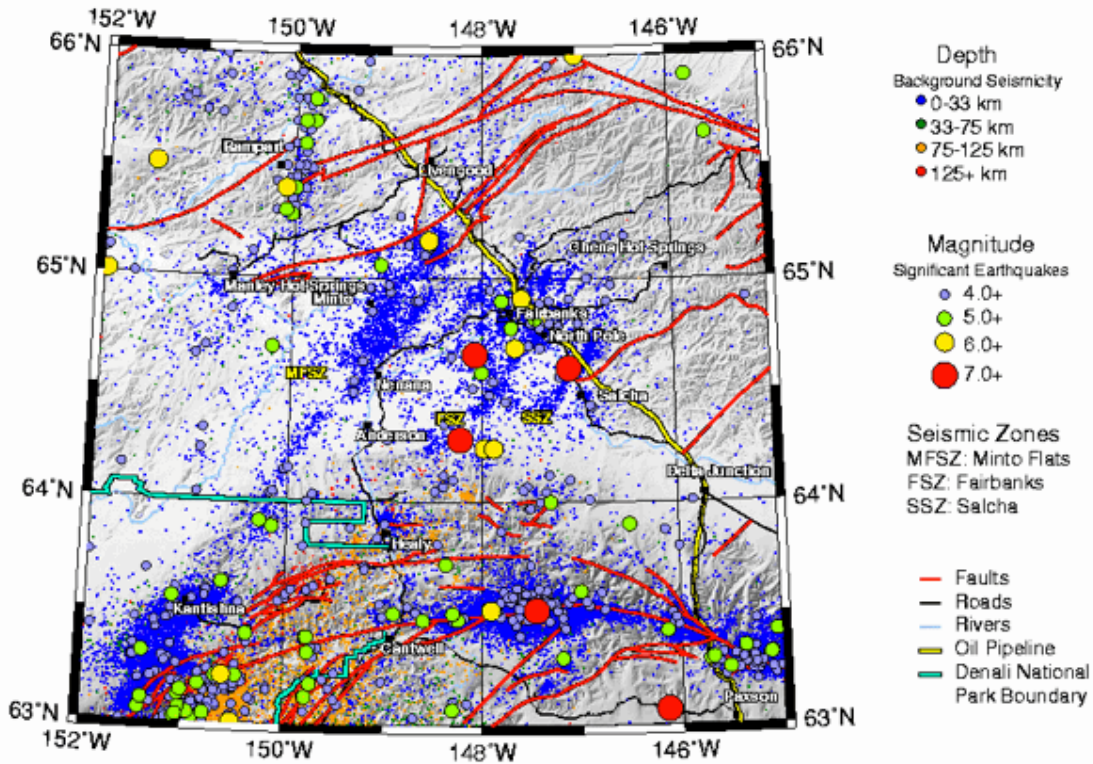 152°W 150°W 148°W 146°W
66°N 66°N
Rampart
Livengood
Chena Hot Springs
65°N 65°N
Manley Hot Springs
Minto
Fairbanks
North Pole
MFSZ
Nenana
Salcha
FSZ SSZ
Anderson
Delta Junction
64°N 64°N
Healy
Kantishna
Cantwell
Paxson
63°N 63°N
152°W 150°W 148°W 146°W
Depth
Background Seismicity
0-33 km
33-75 km
75-125 km
125+ km
Magnitude
Significant Earthquakes
4.0+
5.0+
6.0+
7.0+
Seismic Zones
MFSZ: Minto Flats
FSZ: Fairbanks
SSZ: Salcha
Faults
Roads
Rivers
Oil Pipeline
Denali National
Park Boundary